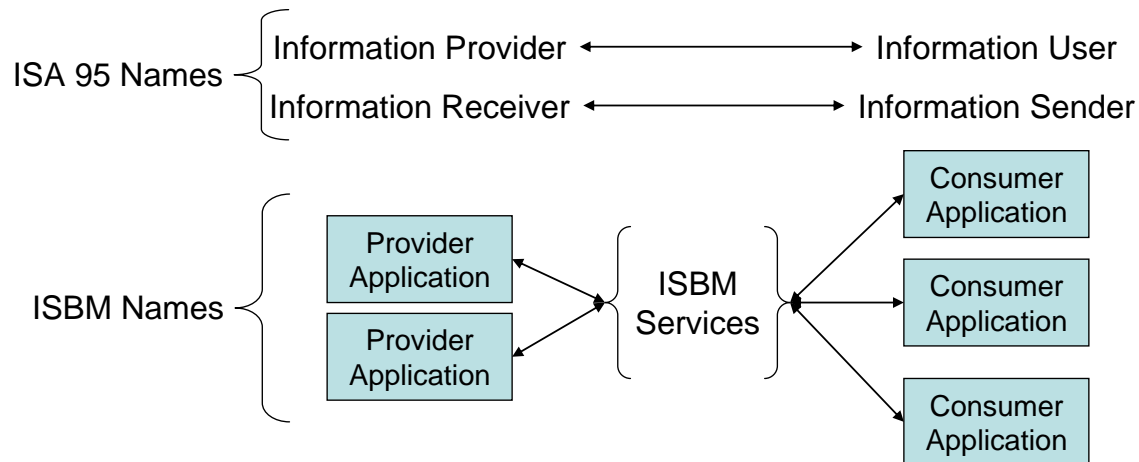 ISA 95 Names
Information Provider
Information User
Information Receiver
Information Sender
ISBM Names
Provider
Application
Provider
Application
ISBM
Services
Consumer
Application
Consumer
Application
Consumer
Application